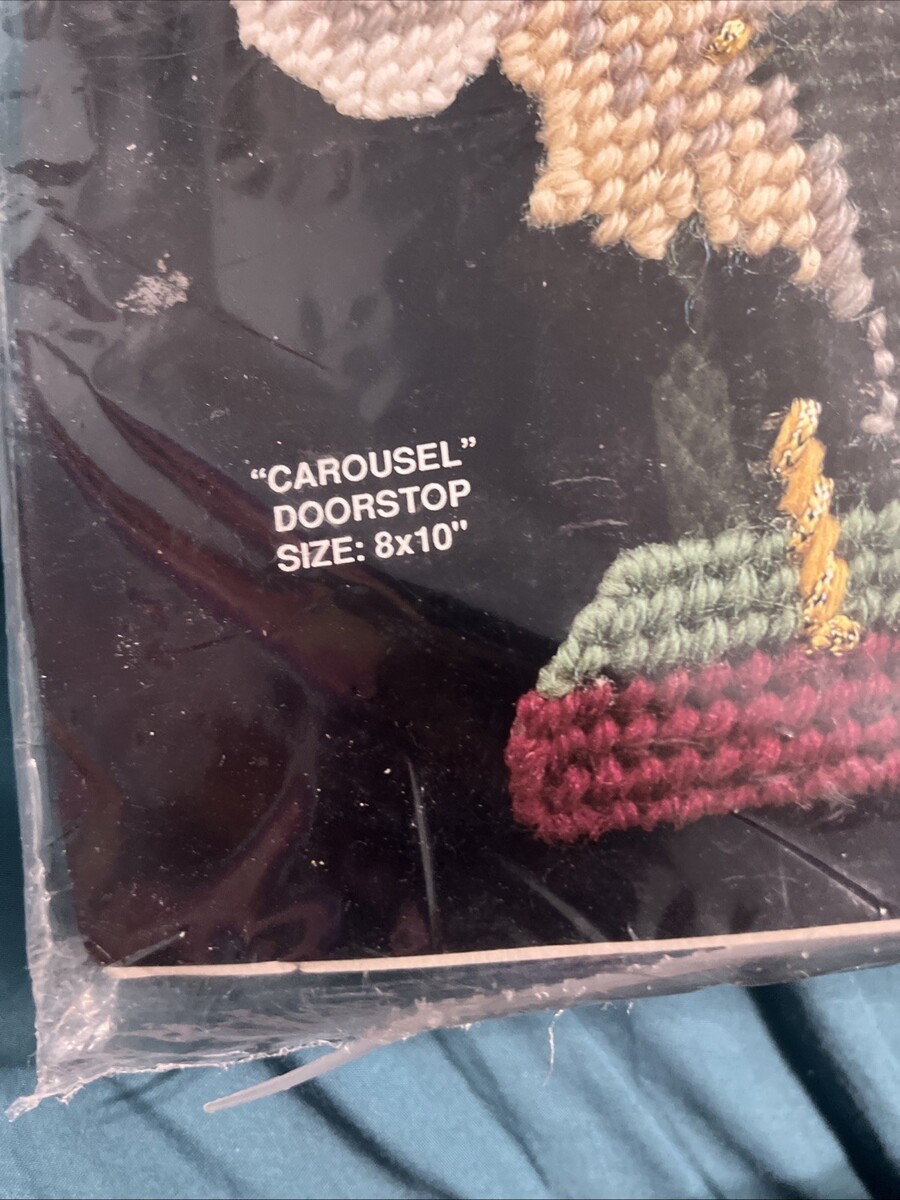 “CAROUSEL”
DOORSTOP
SIZE: 8x10"